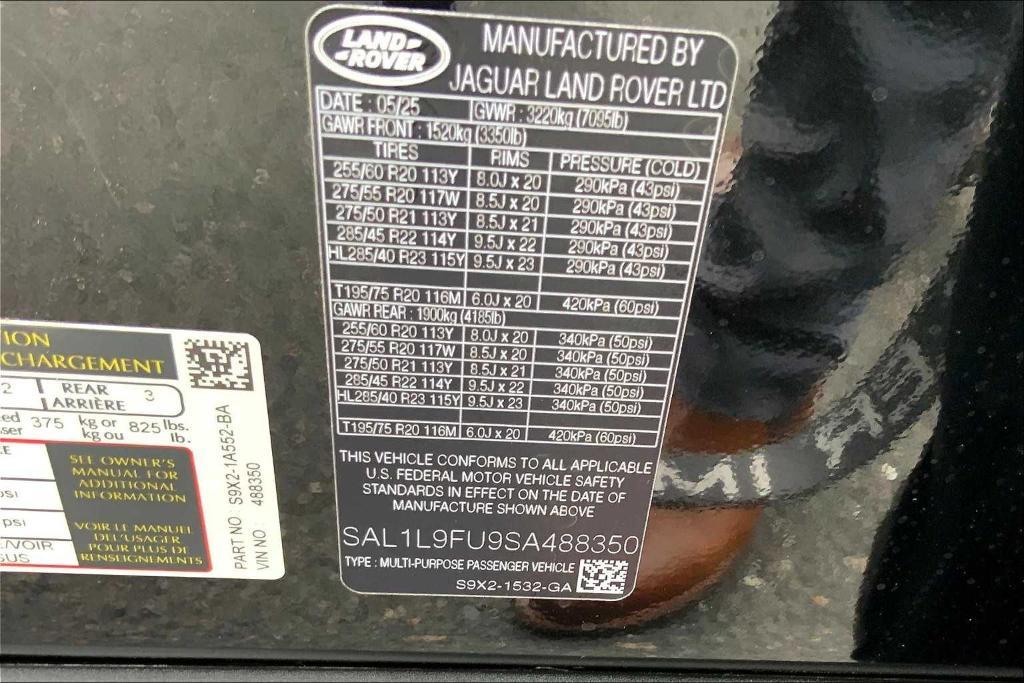 LAND-
-ROVER
MANUFACTURED BY
JAGUAR LAND ROVER LTD
DATE : 05/25 GVWR : 3220kg (7095lb)
GAWR FRONT : 1520kg (3350lb)
TIRES RIMS PRESSURE (COLD)
255/60 R20 113Y 8.0J x 20 290kPa (43psi)
275/55 R20 117W 8.5J x 20 290kPa (43psi)
275/50 R21 113Y 8.5J x 21 290kPa (43psi)
285/45 R22 114Y 9.5J x 22 290kPa (43psi)
HL285/40 R23 115Y 9.5J x 23 290kPa (43psi)
T195/75 R20 116M 6.0J x 20 420kPa (60psi)
GAWR REAR : 1900kg (4185lb)
255/60 R20 113Y 8.0J x 20 340kPa (50psi)
275/55 R20 117W 8.5J x 20 340kPa (50psi)
275/50 R21 113Y 8.5J x 21 340kPa (50psi)
285/45 R22 114Y 9.5J x 22 340kPa (50psi)
HL285/40 R23 115Y 9.5J x 23 340kPa (50psi)
T195/75 R20 116M 6.0J x 20 420kPa (60psi)
THIS VEHICLE CONFORMS TO ALL APPLICABLE
U.S. FEDERAL MOTOR VEHICLE SAFETY
STANDARDS IN EFFECT ON THE DATE OF
MANUFACTURE SHOWN ABOVE
SAL1L9FU9SA488350
TYPE : MULTI-PURPOSE PASSENGER VEHICLE
S9X2-1532-GA
TION
CHARGEMENT
2 REAR ARRIÈRE 3
375 kg or kg ou 825 lbs. lb.
SEE OWNER'S
MANUAL FOR
ADDITIONAL
INFORMATION
PSI
VOIR LE MANUEL
DE L'USAGER
POUR PLUS DE
RENSEIGNEMENTS
PART NO : S9X2-1A552-BA
VIN NO : 488350